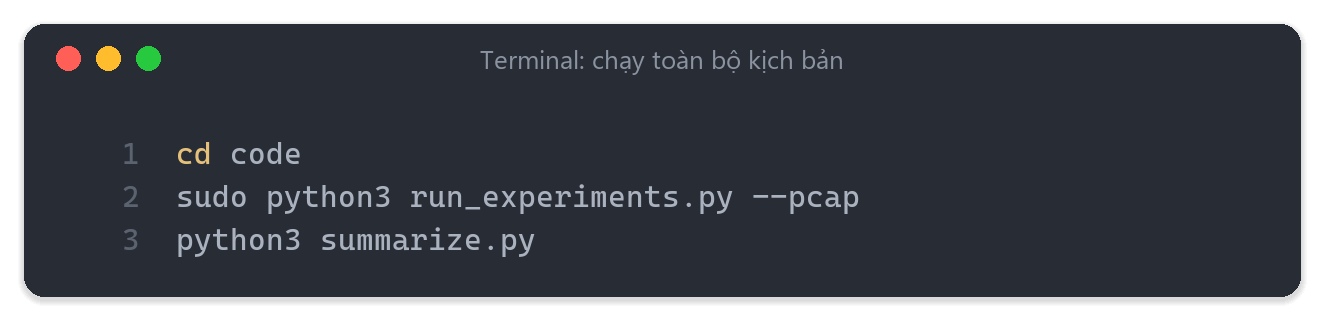 Terminal: chạy toàn bộ kịch bản
1 cd code
2 sudo python3 run_experiments.py --pcap
3 python3 summarize.py